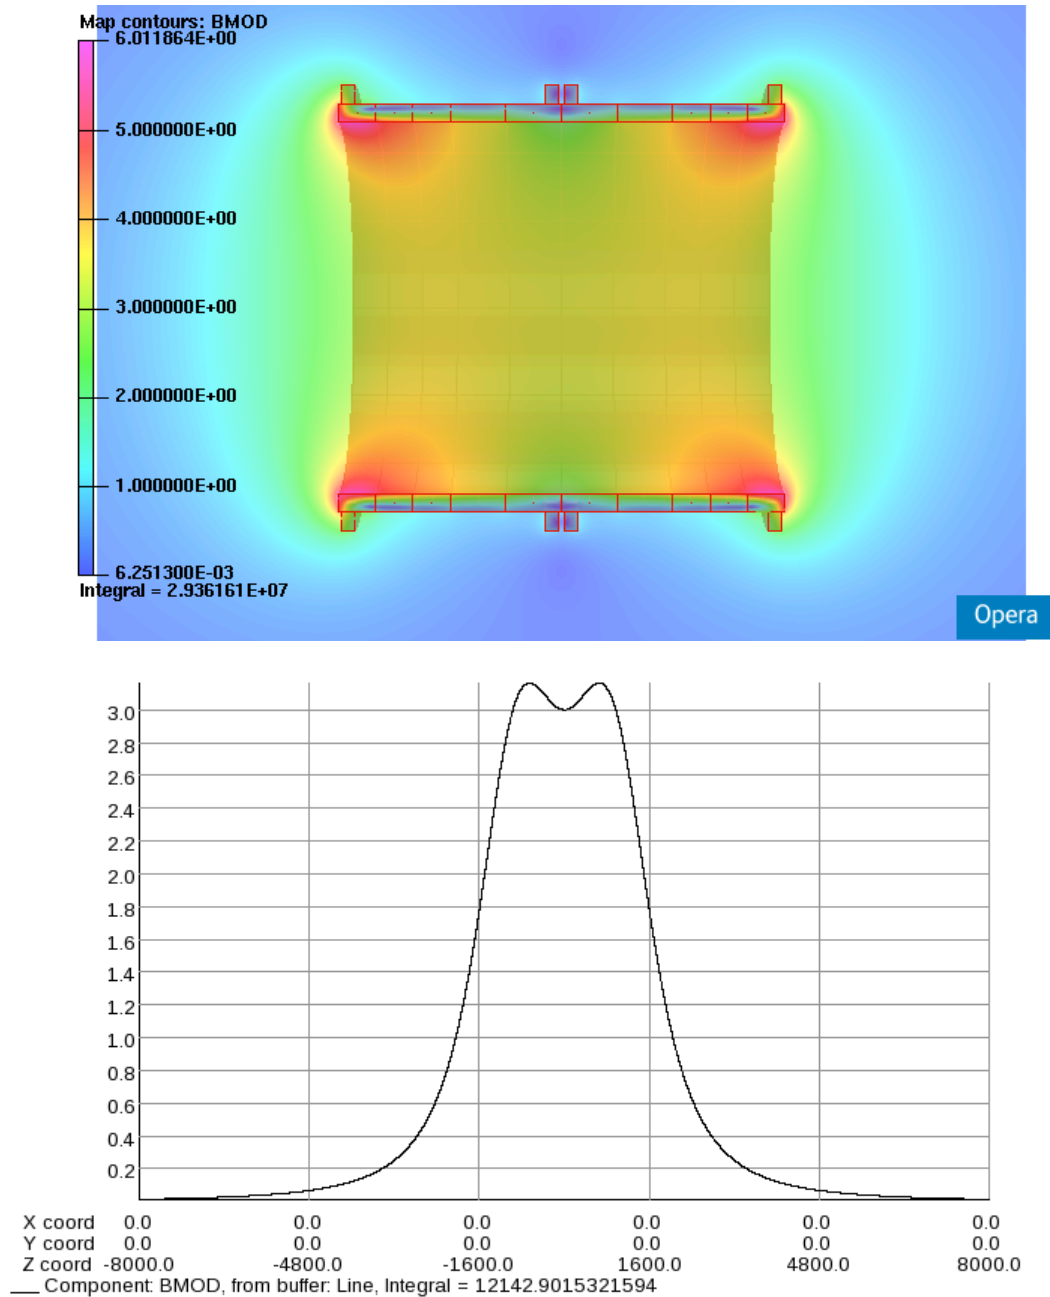 Map contours: BMOD
6.011864E+00
5.000000E+00
4.000000E+00
3.000000E+00
2.000000E+00
1.000000E+00
6.251300E-03
Integral = 2.936161E+07
Opera
3.0
2.8
2.6
2.4
2.2
2.0
1.8
1.6
1.4
1.2
1.0
0.8
0.6
0.4
0.2
X coord 0.0 0.0 0.0 0.0 0.0 0.0
Y coord 0.0 0.0 0.0 0.0 0.0 0.0
Z coord -8000.0 -4800.0 -1600.0 1600.0 4800.0 8000.0
Component: BMOD, from buffer: Line, Integral = 12142.9015321594